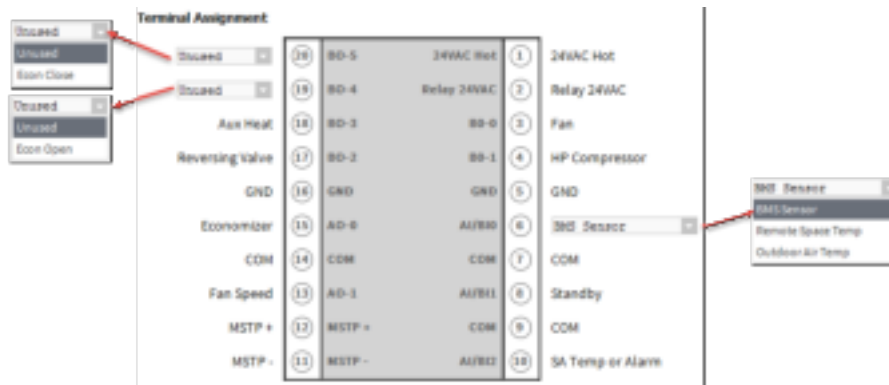 Terminal Assignment
Unused
Unused
Econ Close
Unused
Unused
Econ Open
Unused 20 BO-5 24VAC Hot 1 24VAC Hot
Unused 19 BO-4 Relay 24VAC 2 Relay 24VAC
Aux Heat 18 BO-3 BO-0 3 Fan
Reversing Valve 17 BO-2 BO-1 4 HP Compressor
GND 16 GND GND 5 GND
Economizer 15 AO-0 AI/BI0 6 BMS Sensor
COM 14 COM COM 7 COM
Fan Speed 13 AO-1 AI/BI1 8 Standby
MSTP + 12 MSTP + COM 9 COM
MSTP - 11 MSTP - AI/BI2 10 SA Temp or Alarm
BMS Sensor
BMS Sensor
Remote Space Temp
Outdoor Air Temp